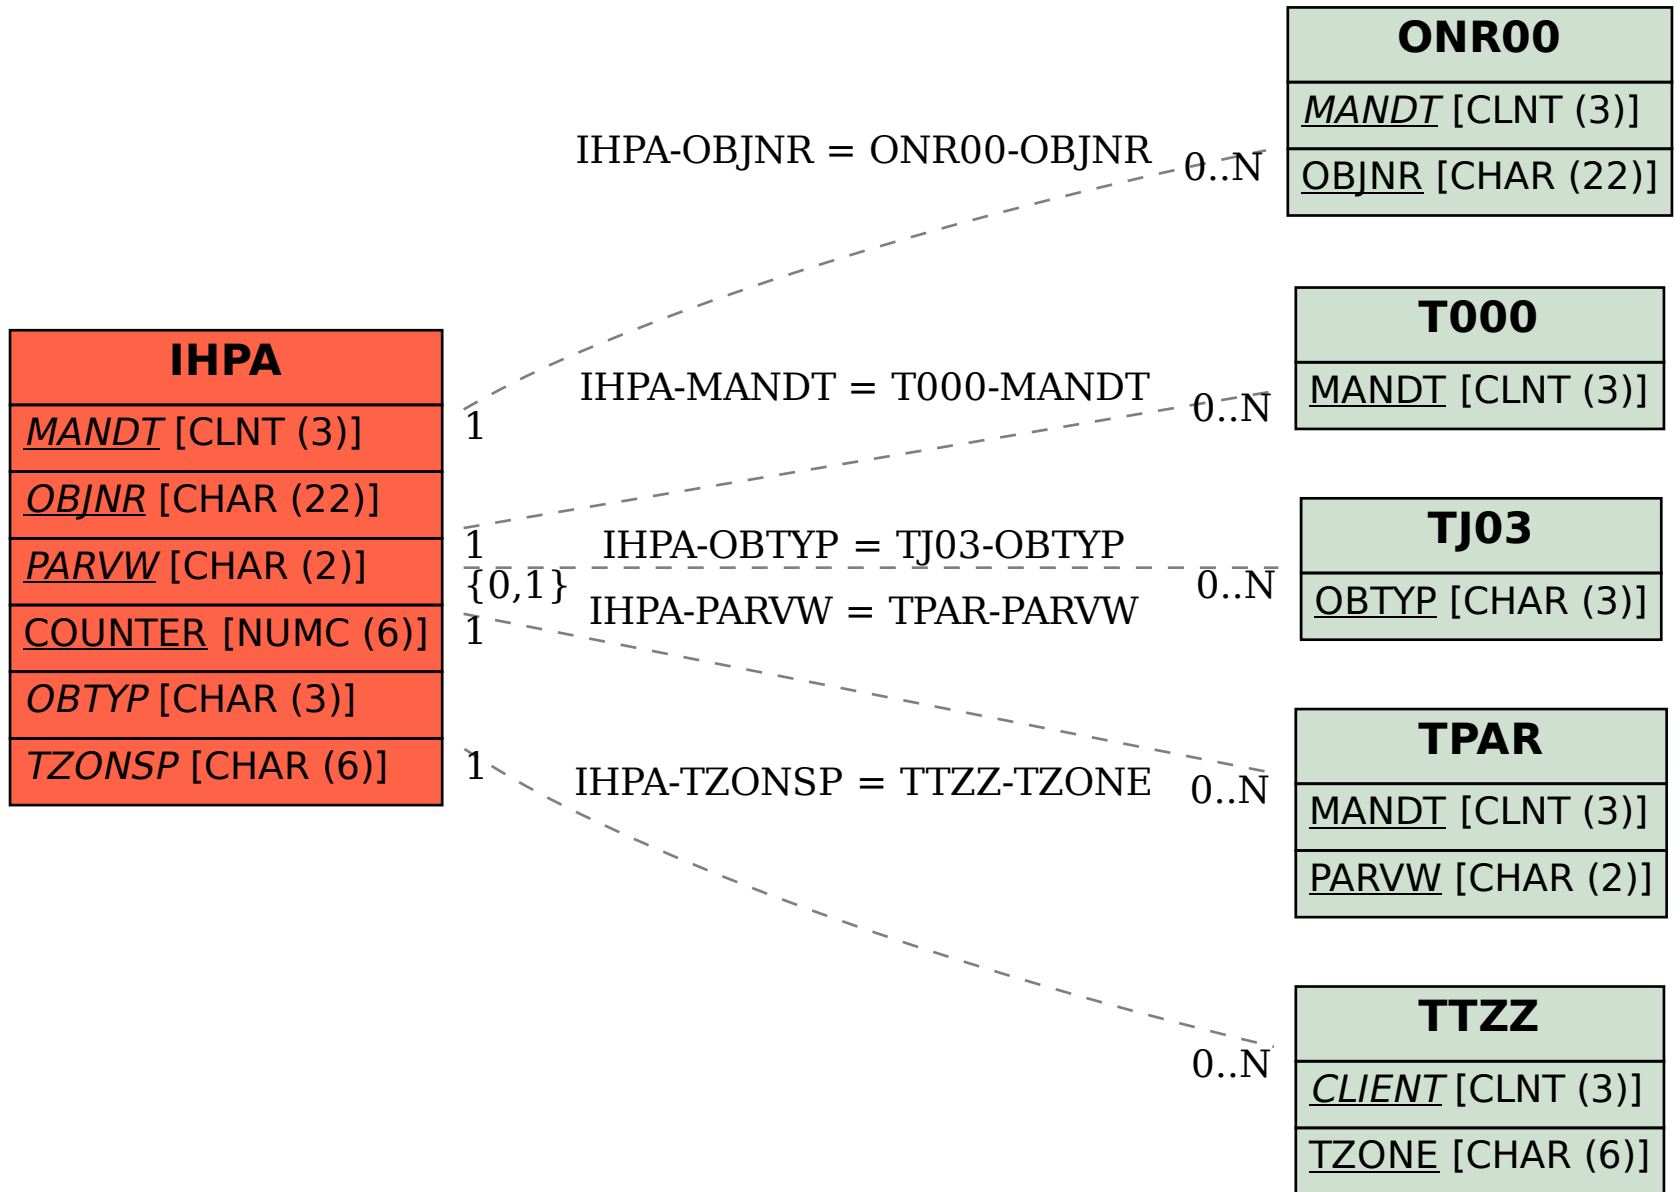 IHPA
MANDT [CLNT (3)]
OBJNR [CHAR (22)]
PARVW [CHAR (2)]
COUNTER [NUMC (6)]
OBTYP [CHAR (3)]
TZONSP [CHAR (6)]
IHPA-OBJNR = ONR00-OBJNR
0..N
1
IHPA-MANDT = T000-MANDT
0..N
1
IHPA-OBTYP = TJ03-OBTYP
0..N
{0,1}
IHPA-PARVW = TPAR-PARVW
0..N
1
IHPA-TZONSP = TTZZ-TZONE
0..N
1
ONR00
MANDT [CLNT (3)]
OBJNR [CHAR (22)]
T000
MANDT [CLNT (3)]
TJ03
OBTYP [CHAR (3)]
TPAR
MANDT [CLNT (3)]
PARVW [CHAR (2)]
TTZZ
CLIENT [CLNT (3)]
TZONE [CHAR (6)]